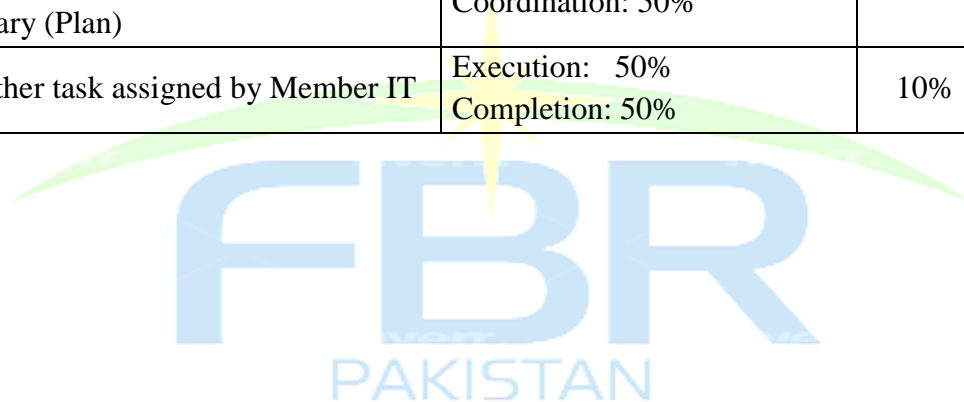 Coordination: 50%
ary (Plan)
ther task assigned by Member IT
Execution: 50%
Completion: 50%
10%
FBR
PAKISTAN